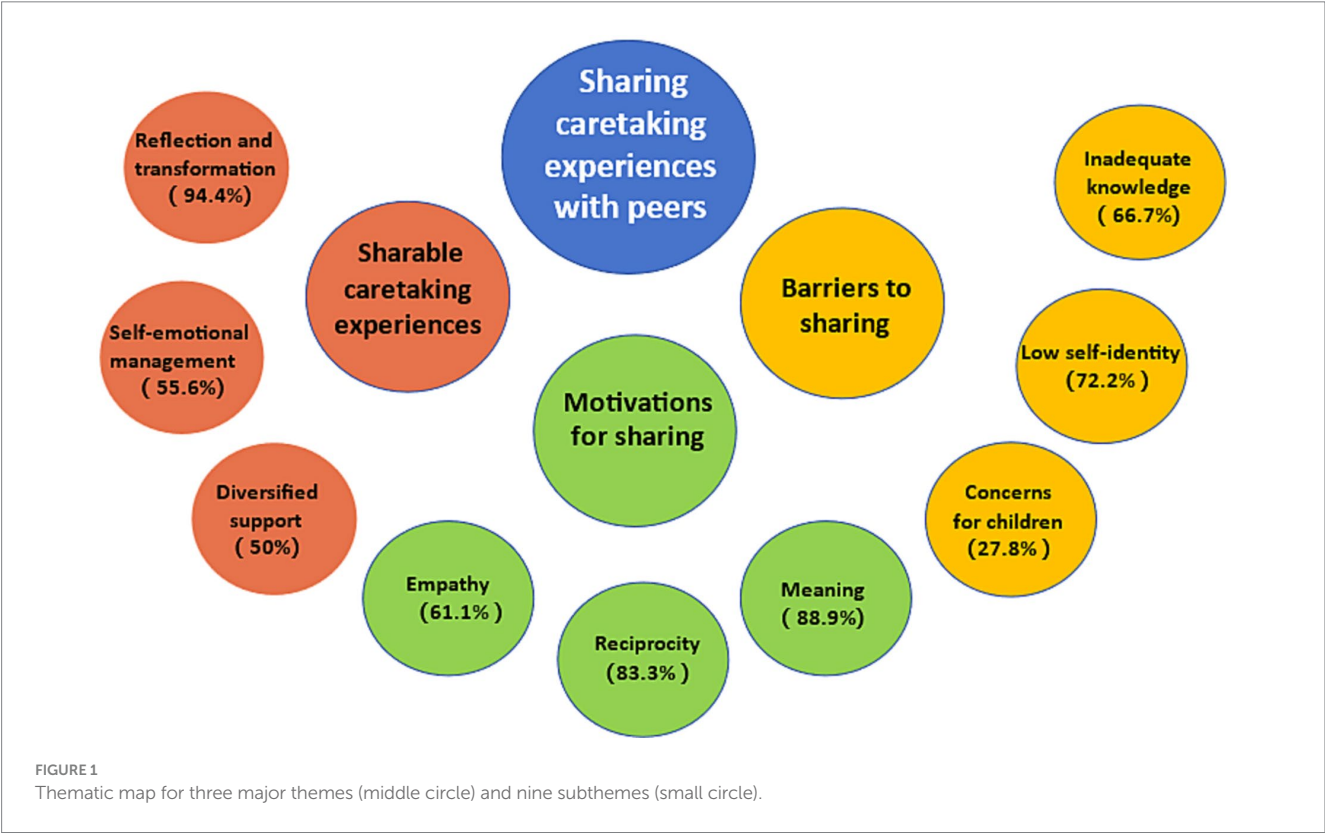 Sharing
caretaking
experiences
with peers
Sharable
caretaking
experiences
Reflection and
transformation
( 94.4%)
Self-emotional
management
( 55.6%)
Diversified
support
( 50%)
Motivations
for sharing
Empathy
(61.1% )
Reciprocity
(83.3% )
Meaning
( 88.9%)
Barriers to
sharing
Inadequate
knowledge
( 66.7%)
Low self-identity
(72.2% )
Concerns
for children
(27.8% )
FIGURE 1
Thematic map for three major themes (middle circle) and nine subthemes (small circle).